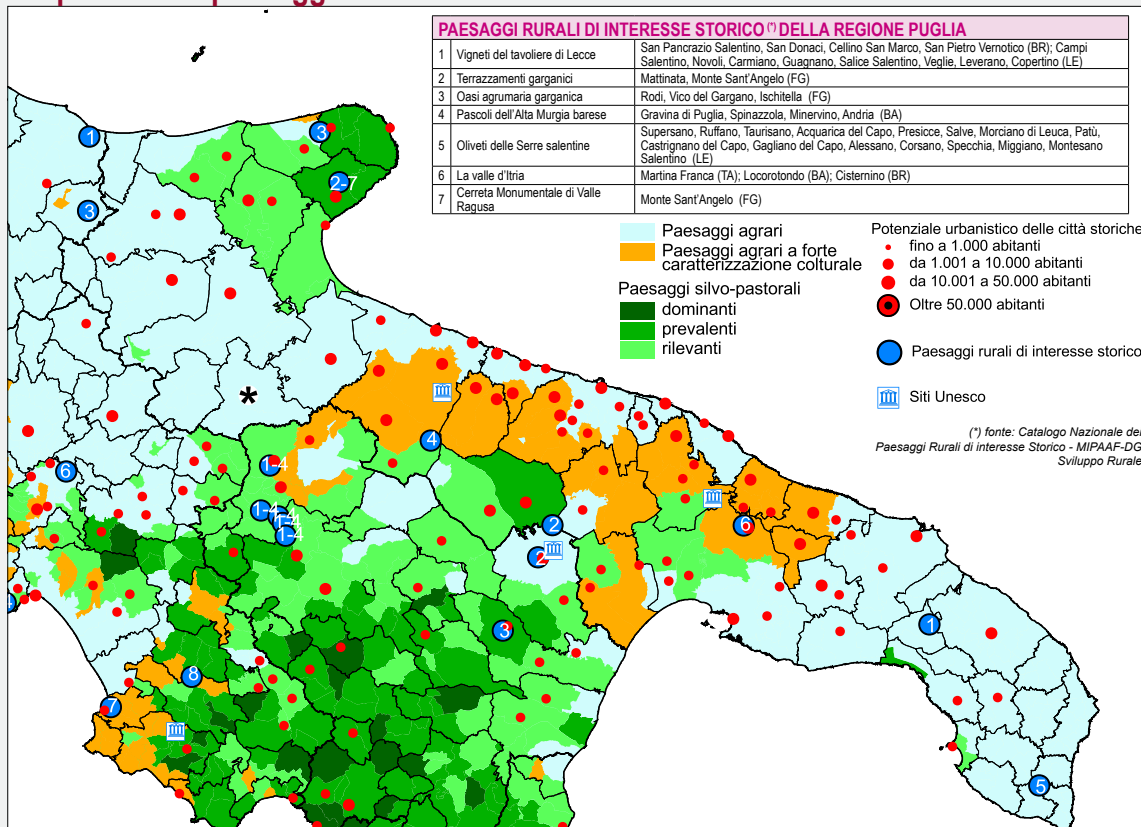 PAESAGGI RURALI DI INTERESSE STORICO (*) DELLA REGIONE PUGLIA
1 Vigneti del tavoliere di Lecce San Pancrazio Salentino, San Donaci, Cellino San Marco, San Pietro Vernotico (BR); Campi
Salentino, Novoli, Carmiano, Guagnano, Salice Salentino, Veglie, Leverano, Copertino (LE)
2 Terrazzamenti garganici Mattinata, Monte Sant'Angelo (FG)
3 Oasi agrumaria garganica Rodi, Vico del Gargano, Ischitella (FG)
4 Pascoli dell'Alta Murgia barese Gravina di Puglia, Spinazzola, Minervino, Andria (BA)
5 Oliveti delle Serre salentine Supersano, Ruffano, Taurisano, Acquarica del Capo, Presicce, Salve, Morciano di Leuca, Patù,
Castrignano del Capo, Gagliano del Capo, Alessano, Corsano, Specchia, Miggiano, Montesano
Salentino (LE)
6 La valle d'Itria Martina Franca (TA); Locorotondo (BA); Cisternino (BR)
7 Cerreta Monumentale di Valle
Ragusa Monte Sant'Angelo (FG)
Paesaggi agrari
Paesaggi agrari a forte
caratterizzazione colturale
Paesaggi silvo-pastorali
dominanti
prevalenti
rilevanti
Potenziale urbanistico delle città storiche
fino a 1.000 abitanti
da 1.001 a 10.000 abitanti
da 10.001 a 50.000 abitanti
Oltre 50.000 abitanti
Paesaggi rurali di interesse storico
Siti Unesco
(*) fonte: Catalogo Nazionale dei
Paesaggi Rurali di interesse Storico - MIPAAF-DG
Sviluppo Rurale
1
3
3
2-7
*
4
6
1-4
1-4
1-4
1-4
2
6
2
3
1
8
7
5